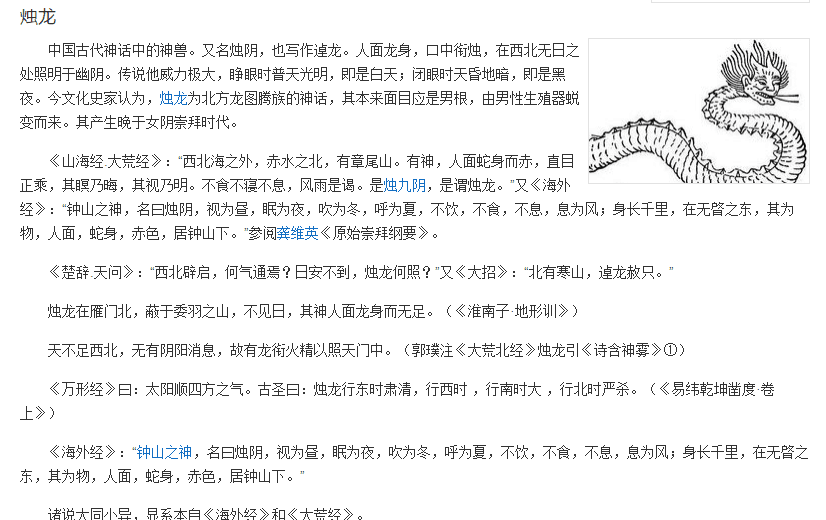 烛龙
中国古代神话中的神兽。又名烛阴，也写作逴龙。人面龙身，口中衔烛，在西北无日之
处照明于幽阴。传说他威力极大，睁眼时普天光明，即是白天；闭眼时天昏地暗，即是黑
夜。今文化史家认为，烛龙为北方龙图腾族的神话，其本来面目应是男根，由男性生殖器蜕
变而来。其产生晚于女阴崇拜时代。
《山海经.大荒经》：“西北海之外，赤水之北，有章尾山。有神，人面蛇身而赤，直目
正乘，其瞑乃晦，其视乃明。不食不寝不息，风雨是谒。是烛九阴，是谓烛龙。”又《海外
经》：“钟山之神，名曰烛阴，视为昼，眠为夜，吹为冬，呼为夏，不饮，不食，不息，息为风；身长千里，在无晵之东，其为
物，人面，蛇身，赤色，居钟山下。”参阅龚维英《原始崇拜纲要》。
《楚辞.天问》：“西北辟启，何气通焉？日安不到，烛龙何照？”又《大招》：“北有寒山，逴龙赦只。”
烛龙在雁门北，蔽于委羽之山，不见日，其神人面龙身而无足。（《淮南子·地形训》）
天不足西北，无有阴阳消息，故有龙衔火精以照天门中。（郭璞注《大荒北经》烛龙引《诗含神雾》①）
《万形经》曰：太阳顺四方之气。古圣曰：烛龙行东时肃清，行西时 ，行南时大 ，行北时严杀。（《易纬乾坤凿度·卷
上》）
《海外经》：“钟山之神，名曰烛阴，视为昼，眠为夜，吹为冬，呼为夏，不饮，不食，不息，息为风；身长千里，在无晵之
东，其为物，人面，蛇身，赤色，居钟山下。”
诸说大同小异，显系本自《海外经》和《大荒经》。